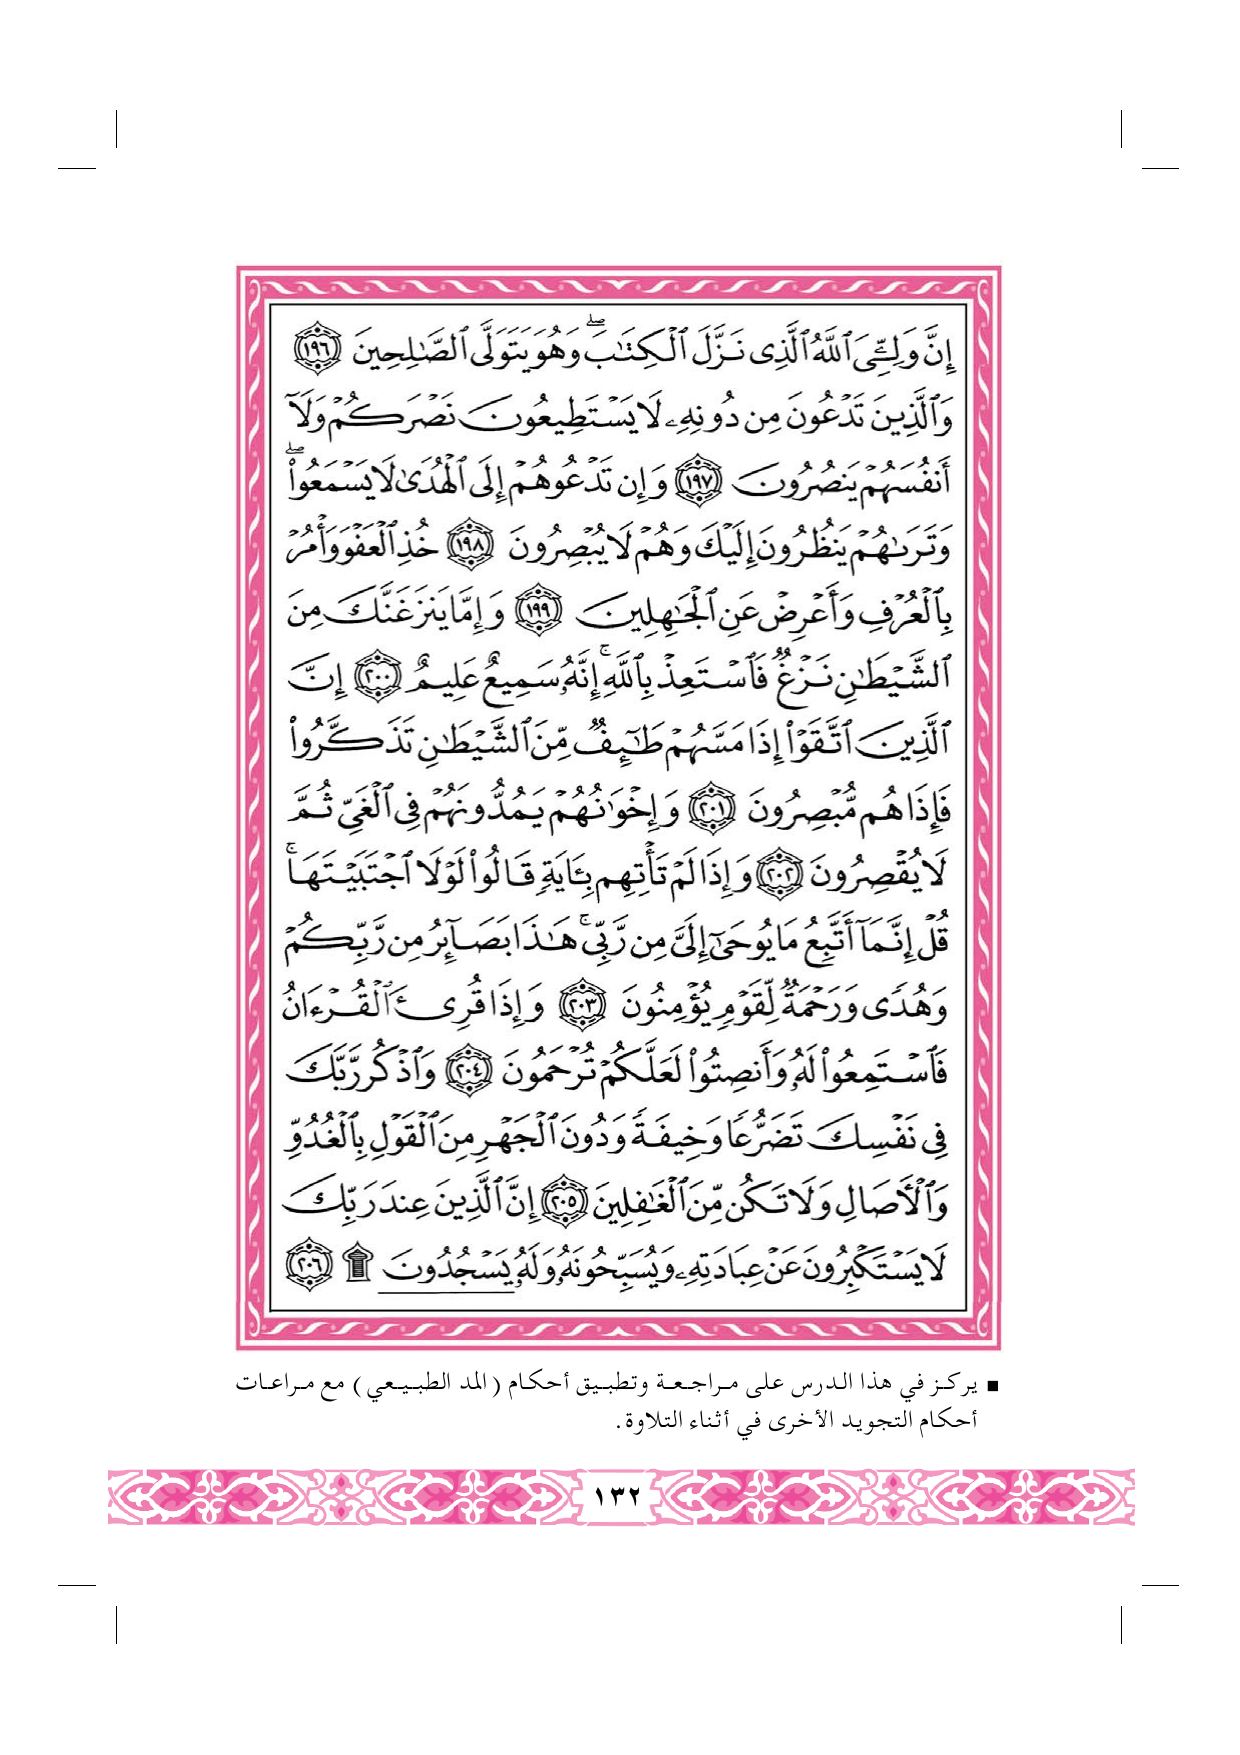 إِنَّ وَلِـِّۧىَ ٱللَّهُ ٱلَّذِى نَزَّلَ ٱلْكِتَٰبَ ۖ وَهُوَ يَتَوَلَّى ٱلصَّٰلِحِينَ ١٩٦
وَٱلَّذِينَ تَدْعُونَ مِن دُونِهِۦ لَا يَسْتَطِيعُونَ نَصْرَكُمْ وَلَآ
أَنفُسَهُمْ يَنصُرُونَ ١٩٧ وَإِن تَدْعُوهُمْ إِلَى ٱلْهُدَىٰ لَا يَسْمَعُوا۟ ۖ
وَتَرَىٰهُمْ يَنظُرُونَ إِلَيْكَ وَهُمْ لَا يُبْصِرُونَ ١٩٨ خُذِ ٱلْعَفْوَ وَأْمُرْ
بِٱلْعُرْفِ وَأَعْرِضْ عَنِ ٱلْجَٰهِلِينَ ١٩٩ وَإِمَّا يَنزَغَنَّكَ مِنَ
ٱلشَّيْطَٰنِ نَزْغٌ فَٱسْتَعِذْ بِٱللَّهِ ۚ إِنَّهُۥ سَمِيعٌ عَلِيمٌ ٢٠٠ إِنَّ
ٱلَّذِينَ ٱتَّقَوْا۟ إِذَا مَسَّهُمْ طَٰٓئِفٌ مِّنَ ٱلشَّيْطَٰنِ تَذَكَّرُوا۟
فَإِذَا هُم مُّبْصِرُونَ ٢٠١ وَإِخْوَٰنُهُمْ يَمُدُّونَهُمْ فِى ٱلْغَىِّ ثُمَّ
لَا يُقْصِرُونَ ٢٠٢ وَإِذَا لَمْ تَأْتِهِم بِـَٔايَةٍ قَالُوا۟ لَوْلَا ٱجْتَبَيْتَهَا ۚ
قُلْ إِنَّمَآ أَتَّبِعُ مَا يُوحَىٰٓ إِلَىَّ مِن رَّبِّى ۚ هَٰذَا بَصَآئِرُ مِن رَّبِّكُمْ
وَهُدًى وَرَحْمَةٌ لِّقَوْمٍ يُؤْمِنُونَ ٢٠٣ وَإِذَا قُرِئَ ٱلْقُرْءَانُ
فَٱسْتَمِعُوا۟ لَهُۥ وَأَنصِتُوا۟ لَعَلَّكُمْ تُرْحَمُونَ ٢٠٤ وَٱذْكُر رَّبَّكَ
فِى نَفْسِكَ تَضَرُّعًا وَخِيفَةً وَدُونَ ٱلْجَهْرِ مِنَ ٱلْقَوْلِ بِٱلْغُدُوِّ
وَٱلْءَاصَالِ وَلَا تَكُن مِّنَ ٱلْغَٰفِلِينَ ٢٠٥ إِنَّ ٱلَّذِينَ عِندَ رَبِّكَ
لَا يَسْتَكْبِرُونَ عَنْ عِبَادَتِهِۦ وَيُسَبِّحُونَهُۥ وَلَهُۥ يَسْجُدُونَ ۩ ٢٠٦
■ يركز في هذا الدرس على مراجعة وتطبيق أحكام (المد الطبيعي) مع مراعات
أحكام التجويد الأخرى في أثناء التلاوة.
١٣٢